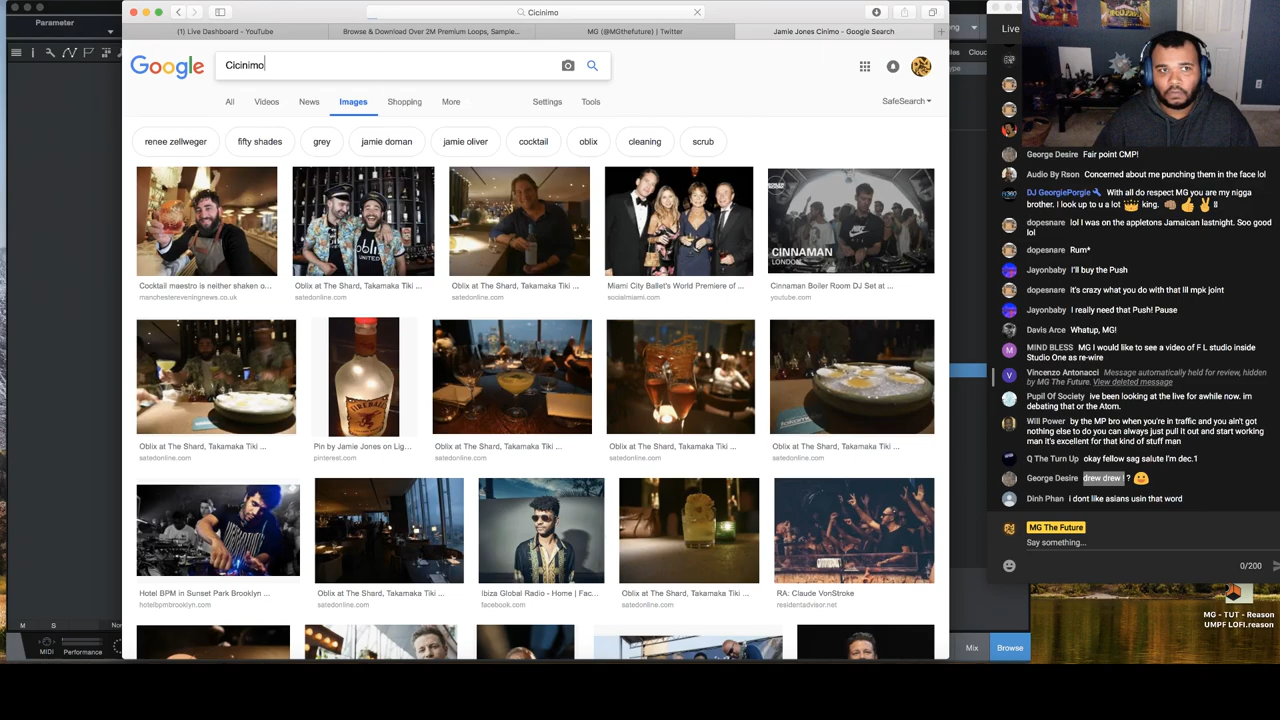 Parameter
Cicinimo
(1) Live Dashboard - YouTube
Browse & Download Over 2M Premium Loops, Sample...
MG (@MGthefuture) | Twitter
Jamie Jones Cinimo - Google Search
Google
Cicinimo
All
Videos
News
Images
Shopping
More
Settings
Tools
SafeSearch
renee zellweger
fifty shades
grey
jamie dornan
jamie oliver
cocktail
oblix
cleaning
scrub
CINNAMAN
LONDON
Cocktail maestro is neither shaken o...
manchestereveningnews.co.uk
Oblix at The Shard, Takamaka Tiki ...
satedonline.com
Oblix at The Shard, Takamaka Tiki ...
satedonline.com
Miami City Ballet's World Premiere of ...
socialmiami.com
Cinnaman Boiler Room DJ Set at ...
youtube.com
Oblix at The Shard, Takamaka Tiki ...
satedonline.com
Pin by Jamie Jones on Lig...
pinterest.com
Oblix at The Shard, Takamaka Tiki ...
satedonline.com
Oblix at The Shard, Takamaka Tiki ...
satedonline.com
Oblix at The Shard, Takamaka Tiki ...
satedonline.com
Hotel BPM in Sunset Park Brooklyn ...
hotelbpmbrooklyn.com
Oblix at The Shard, Takamaka Tiki ...
satedonline.com
Ibiza Global Radio - Home | Fac...
facebook.com
Oblix at The Shard, Takamaka Tiki ...
satedonline.com
RA: Claude VonStroke
residentadvisor.net
M
S
MIDI
Performance
Mix
Browse
Live
George Desire Fair point CMP!
Audio By Rson Concerned about me punching them in the face lol
DJ GeorgiePorgie With all do respect MG you are my nigga
brother. I look up to u a lot 👑 king. 👊🏽 👍 ✌ !!
dopesnare lol I was on the appletons Jamaican lastnight. Soo good
lol
dopesnare Rum*
Jayonbaby I'll buy the Push
dopesnare it's crazy what you do with that lil mpk joint
Jayonbaby I really need that Push! Pause
Davis Arce Whatup, MG!
MIND BLESS MG I would like to see a video of F L studio inside
Studio One as re-wire
Vincenzo Antonacci Message automatically held for review, hidden
by MG The Future. View deleted message
Pupil Of Society ive been looking at the live for awhile now. im
debating that or the Atom.
Will Power by the MP bro when you're in traffic and you ain't got
nothing else to do you can always just pull it out and start working
man it's excellent for that kind of stuff man
Q The Turn Up okay fellow sag salute I'm dec.1
George Desire drew drew ! ?
Dinh Phan i dont like asians usin that word
MG The Future
Say something...
0/200
MG - TUT - Reason
UMPF LOFI.reason